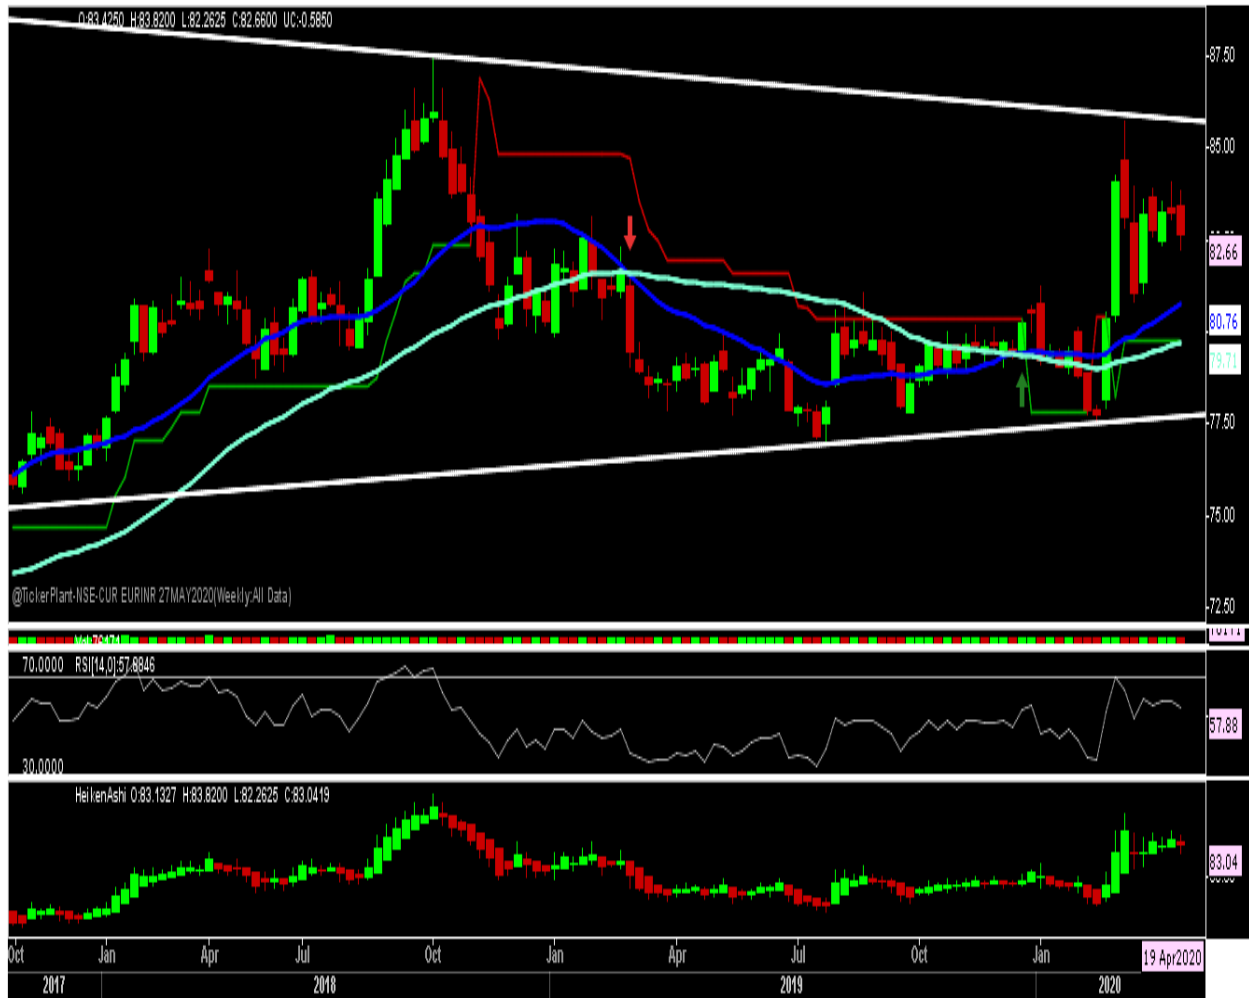 O:83.4250 H:83.8200 L:82.2625 C:82.6600 UC:-0.5850
87.50
85.00
82.66
80.76
79.71
77.50
75.00
72.50
@TickerPlant-NSE-CUR EURINR 27MAY2020(Weekly:All Data)
70.0000 RSI[14,0]:57.8846
57.88
30.0000
HeikenAshi O:83.1327 H:83.8200 L:82.2625 C:83.0419
83.04
Oct Jan Apr Jul Oct Jan Apr Jul Oct Jan 19 Apr2020
2017 2018 2019 2020